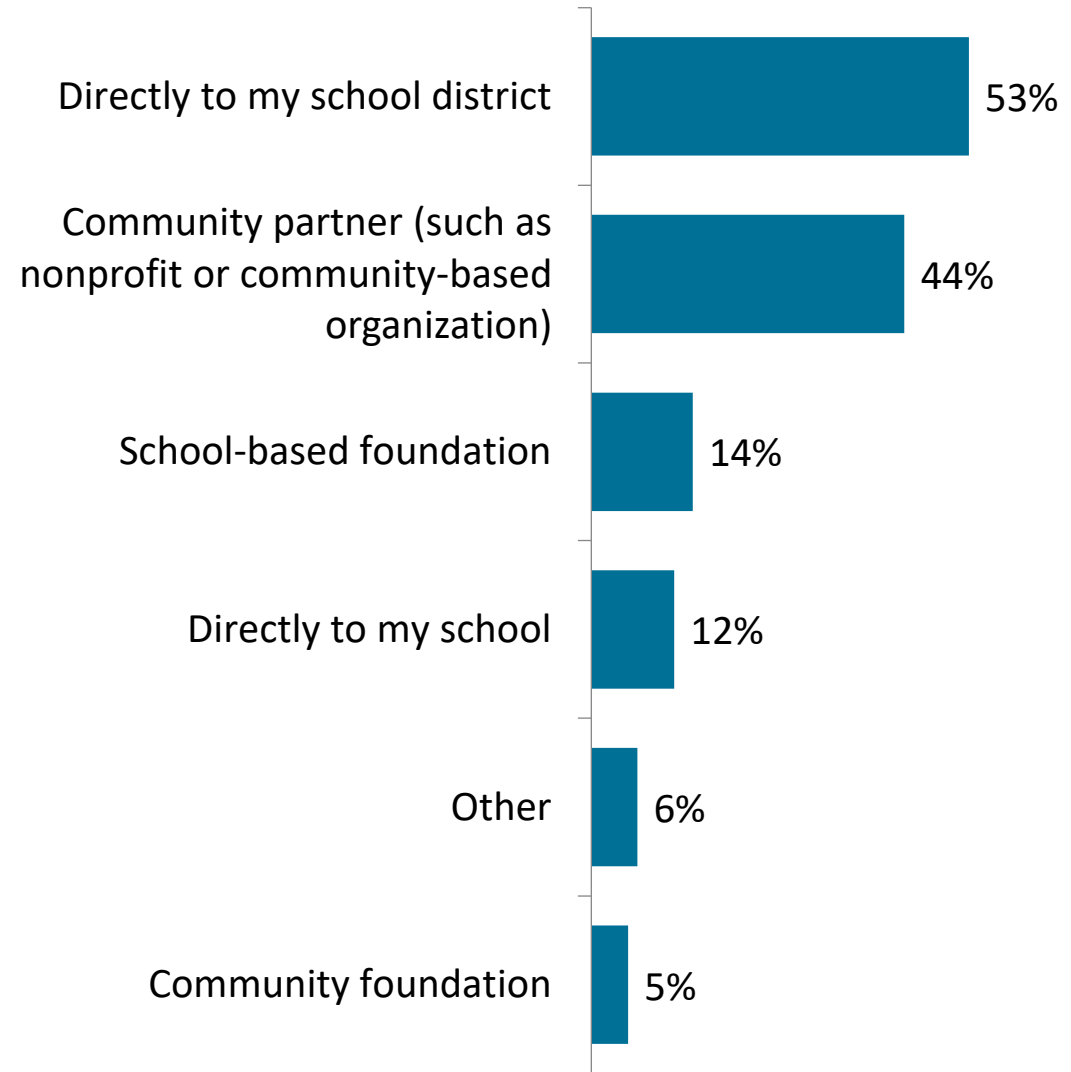 Directly to my school district
53%
Community partner (such as
nonprofit or community-based
organization)
44%
School-based foundation
14%
Directly to my school
12%
Other
6%
Community foundation
5%